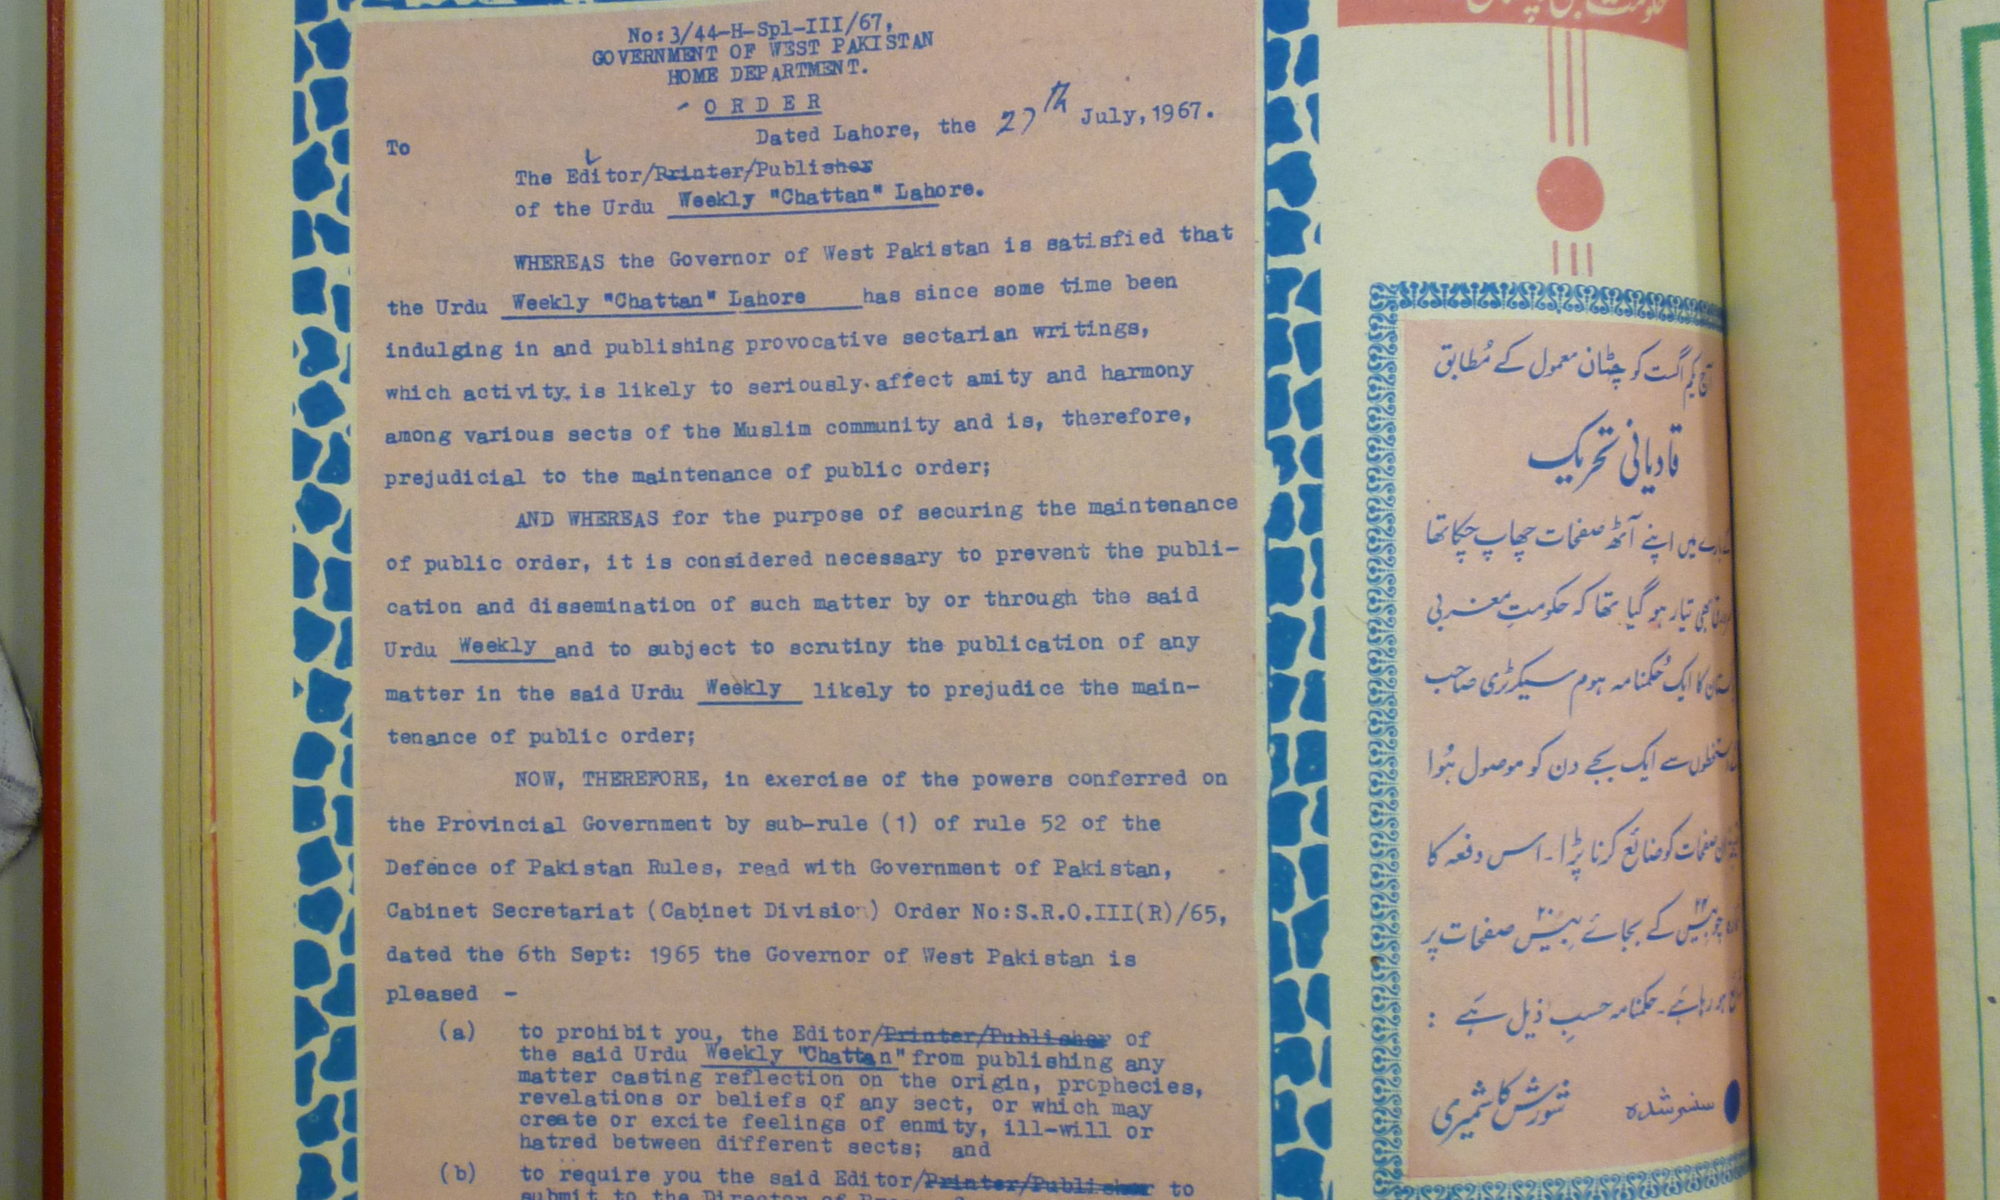 No:3/44-H-Spl-III/67,
GOVERNMENT OF WEST PAKISTAN
HOME DEPARTMENT.
O R D E R
Dated Lahore, the 27th July, 1967.
To
The Editor/Printer/Publisher
of the Urdu Weekly "Chattan" Lahore.
WHEREAS the Governor of West Pakistan is satisfied that
the Urdu Weekly "Chattan" Lahore has since some time been
indulging in and publishing provocative sectarian writings,
which activity, is likely to seriously affect amity and harmony
among various sects of the Muslim community and is, therefore,
prejudicial to the maintenance of public order;
AND WHEREAS for the purpose of securing the maintenance
of public order, it is considered necessary to prevent the publi-
cation and dissemination of such matter by or through the said
Urdu Weekly and to subject to scrutiny the publication of any
matter in the said Urdu Weekly likely to prejudice the main-
tenance of public order;
NOW, THEREFORE, in exercise of the powers conferred on
the Provincial Government by sub-rule (1) of rule 52 of the
Defence of Pakistan Rules, read with Government of Pakistan,
Cabinet Secretariat (Cabinet Division) Order No:S.R.O.III(R)/65,
dated the 6th Sept: 1965 the Governor of West Pakistan is
pleased -
(a) to prohibit you, the Editor/Printer/Publisher of
the said Urdu Weekly "Chattan" from publishing any
matter casting reflection on the origin, prophecies,
revelations or beliefs of any sect, or which may
create or excite feelings of enmity, ill-will or
hatred between different sects; and
(b) to require you the said Editor/Printer/Publisher to
submit to the Director of
آج یکم اگست کو چٹان معمول کے مُطابق
قادیانی تحریک
بارے میں اپنے آٹھ صفحات چھاپ چکا تھا
بھی تیار ہو گیا تھا کہ حکومتِ مغربی
کا ایک حُکمنامہ ہوم سیکرٹری صاحب
سے ایک بجے دن کو موصول ہُوا
صفحات کو ضائع کرنا پڑا۔ اس دفعہ کا
چوبیس ۲۴ کے بجائے بیس ۲۰ صفحات پر
ہو رہا ہے۔ حکمنامہ حسبِ ذیل ہے :
سنسر شدہ
شورش کاشمیری